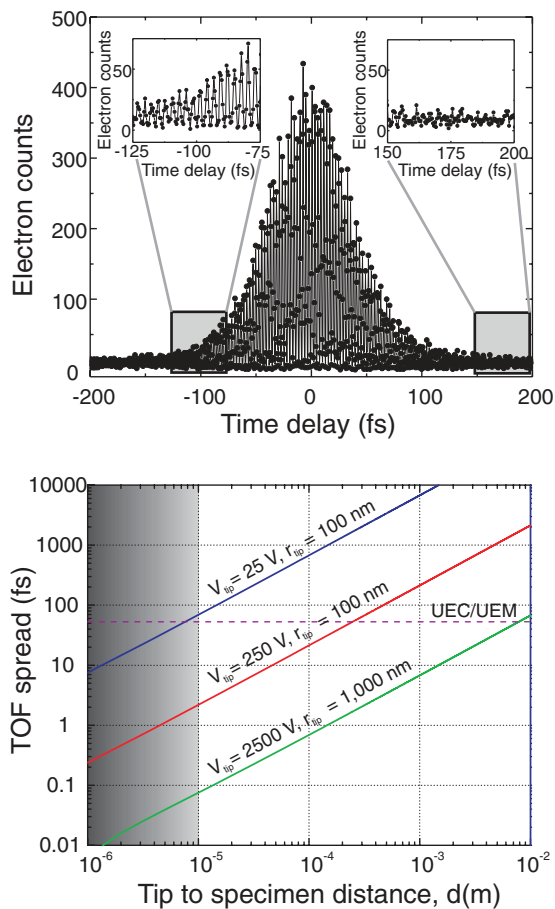 500
400
300
200
100
0
Electron counts
-200
-100
0
100
200
Time delay (fs)
50
0
Electron counts
-125
-100
-75
Time delay (fs)
50
0
Electron counts
150
175
200
Time delay (fs)
10000
1000
100
10
1
0.1
0.01
TOF spread (fs)
V_tip = 25 V, r_tip = 100 nm
UEC/UEM
V_tip = 250 V, r_tip = 100 nm
V_tip = 2500 V, r_tip = 1,000 nm
10^-6
10^-5
10^-4
10^-3
10^-2
Tip to specimen distance, d(m)